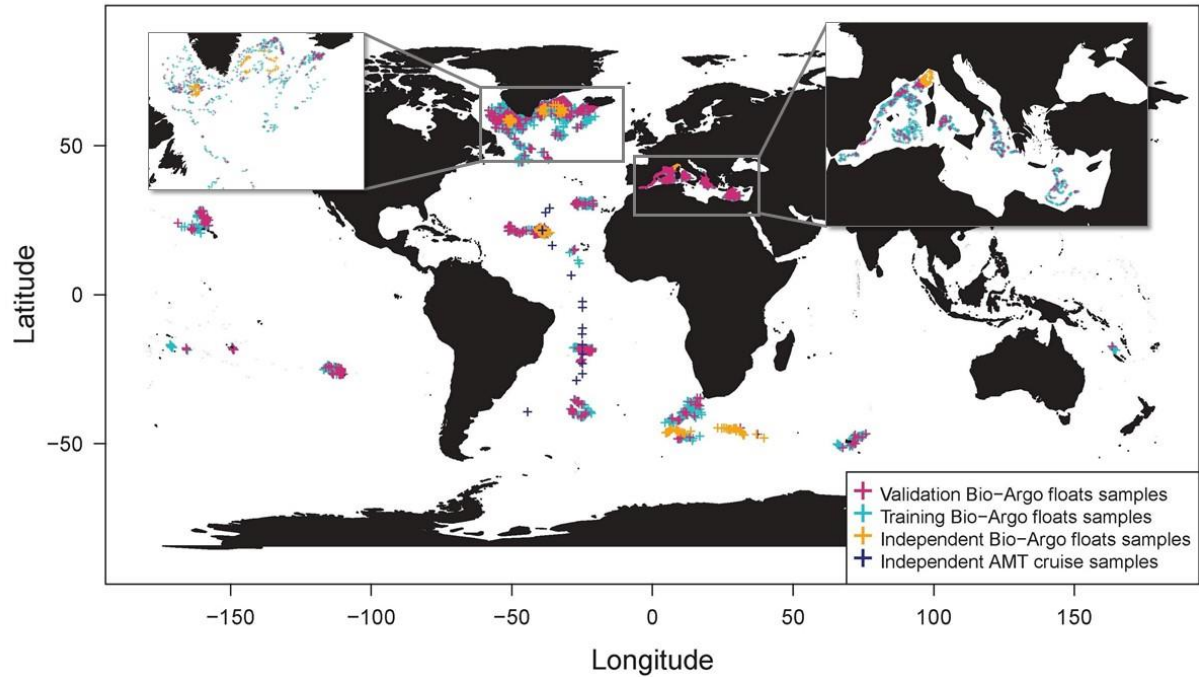 Latitude
50
0
−50
−150
−100
−50
0
50
100
150
Longitude
Validation Bio−Argo floats samples
Training Bio−Argo floats samples
Independent Bio−Argo floats samples
Independent AMT cruise samples